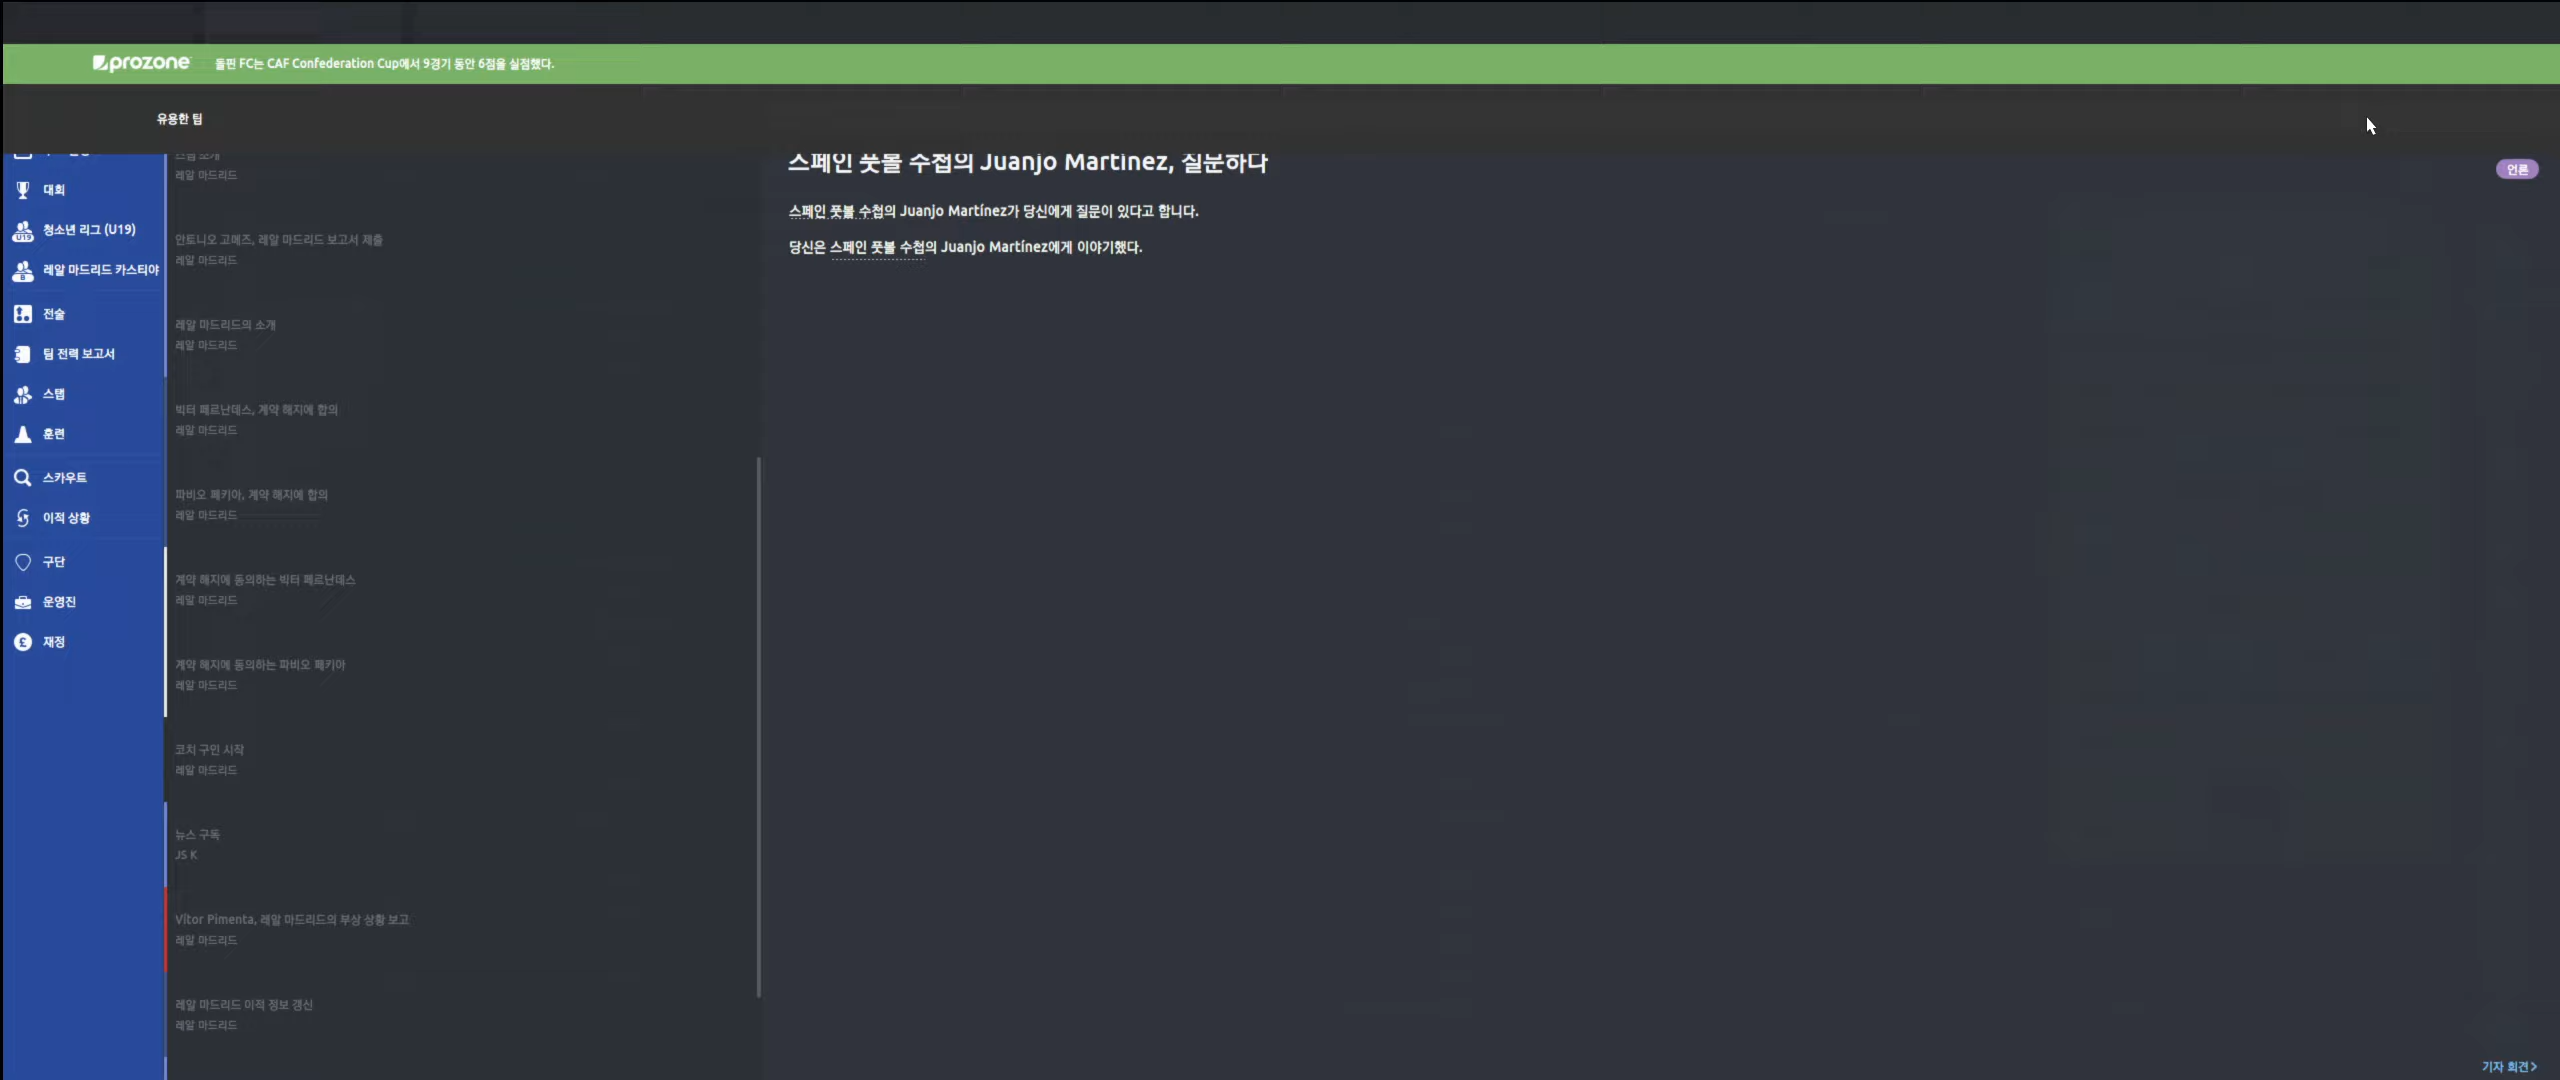 prozone 돌핀 FC는 CAF Confederation Cup에서 9경기 동안 6점을 실점했다.
유용한 팁
대회
청소년 리그 (U19)
레알 마드리드 카스티야
전술
팀 전력 보고서
스탭
훈련
스카우트
이적 상황
구단
운영진
재정
스탭 소개
레알 마드리드
안토니오 고메즈, 레알 마드리드 보고서 제출
레알 마드리드
레알 마드리드의 소개
레알 마드리드
빅터 페르난데스, 계약 해지에 합의
레알 마드리드
파비오 페키아, 계약 해지에 합의
레알 마드리드
계약 해지에 동의하는 빅터 페르난데스
레알 마드리드
계약 해지에 동의하는 파비오 페키아
레알 마드리드
코치 구인 시작
레알 마드리드
뉴스 구독
JS K
Vítor Pimenta, 레알 마드리드의 부상 상황 보고
레알 마드리드
레알 마드리드 이적 정보 갱신
레알 마드리드
스페인 풋볼 수첩의 Juanjo Martínez, 질문하다
언론
스페인 풋볼 수첩의 Juanjo Martínez가 당신에게 질문이 있다고 합니다.
당신은 스페인 풋볼 수첩의 Juanjo Martínez에게 이야기했다.
기자 회견>